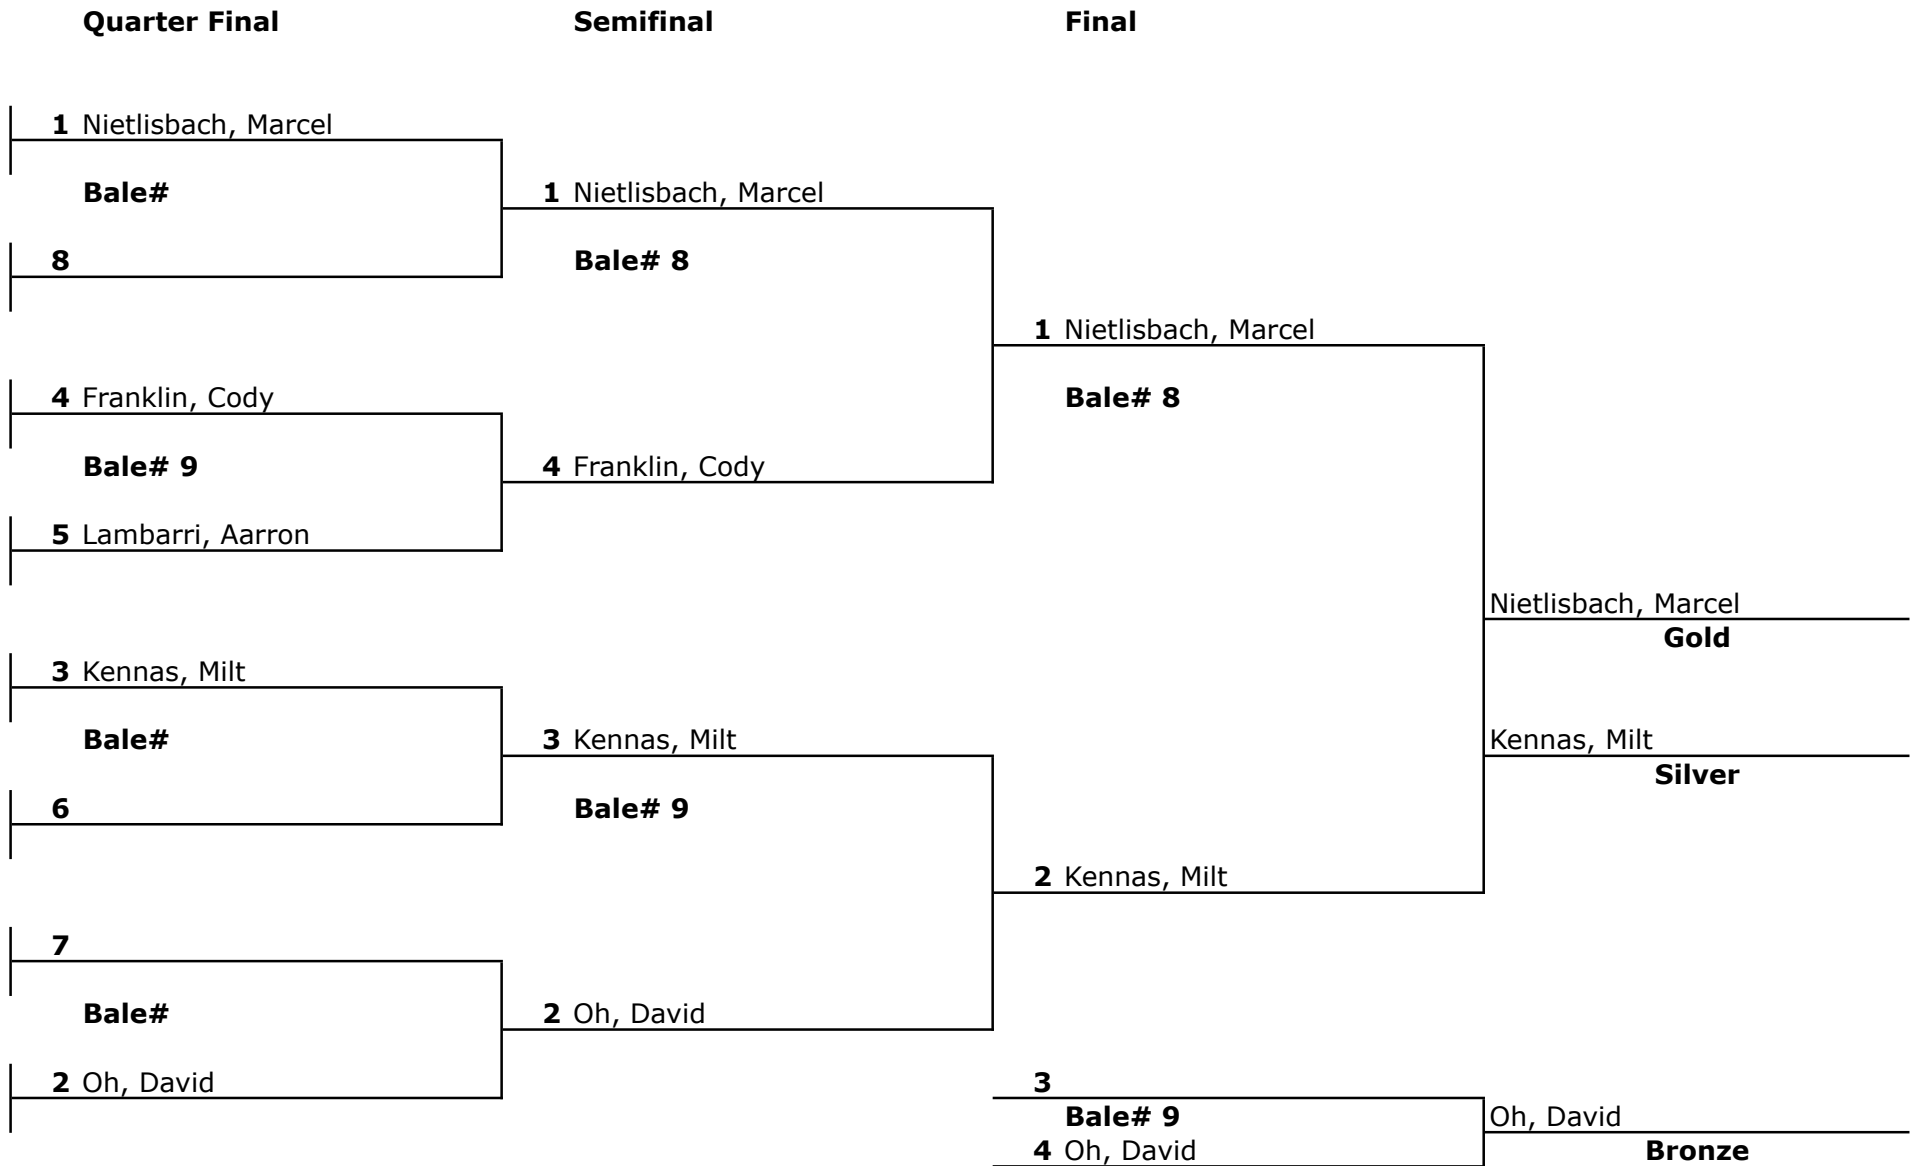 Quarter Final Semifinal Final
1 Nietlisbach, Marcel
Bale# 1 Nietlisbach, Marcel
8 Bale# 8
1 Nietlisbach, Marcel
4 Franklin, Cody Bale# 8
Bale# 9 4 Franklin, Cody
5 Lambarri, Aarron
Nietlisbach, Marcel
Gold
3 Kennas, Milt
Bale# 3 Kennas, Milt Kennas, Milt
Silver
6 Bale# 9
2 Kennas, Milt
7
Bale# 2 Oh, David
2 Oh, David 3
Bale# 9 Oh, David
4 Oh, David Bronze